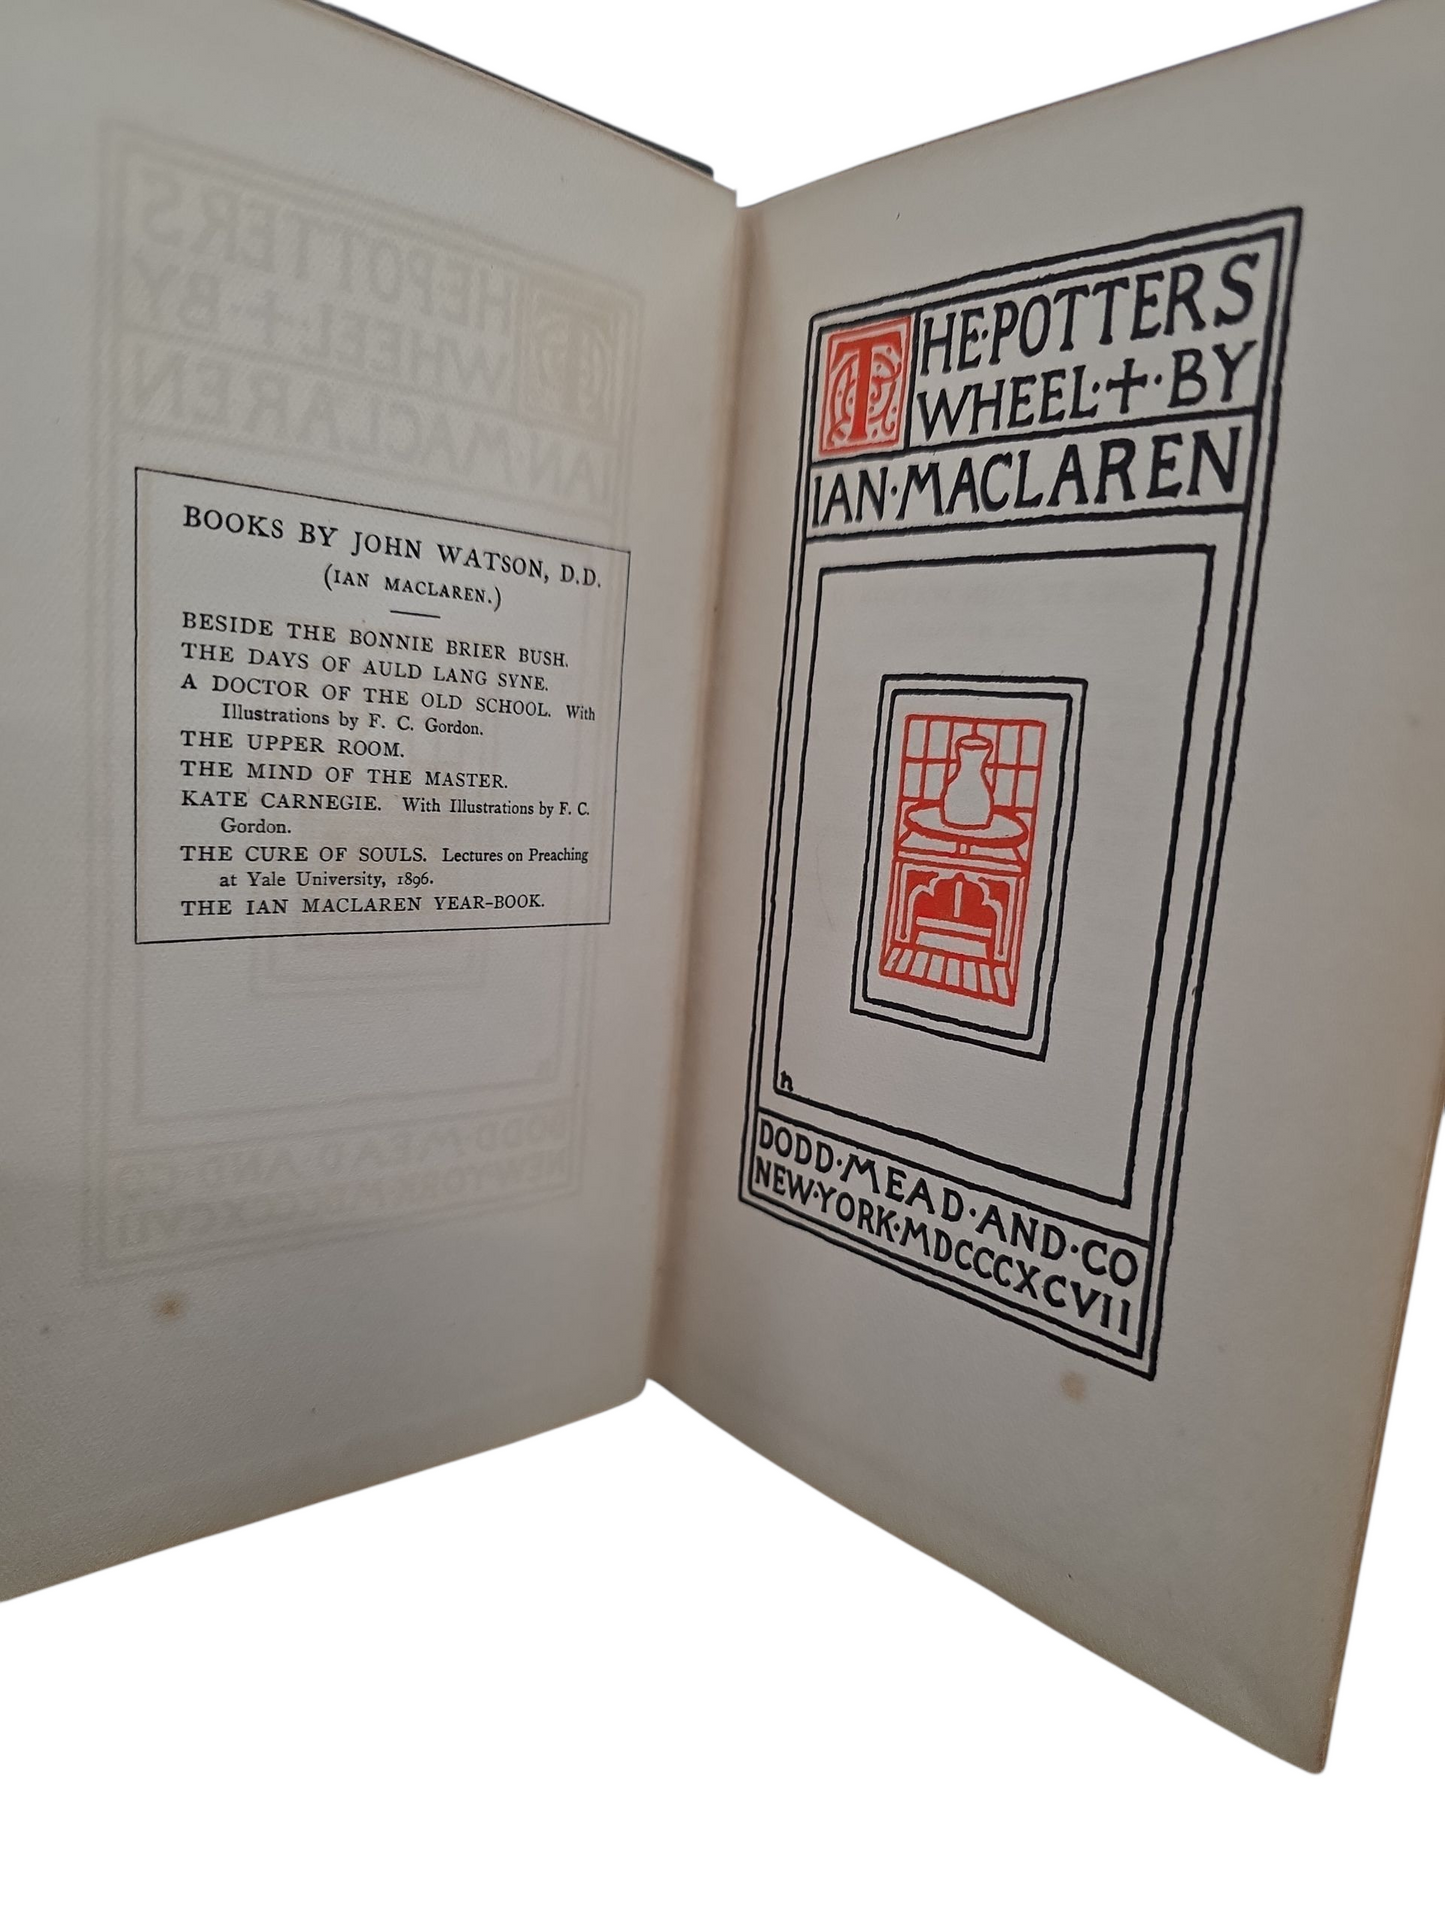 BOOKS BY JOHN WATSON, D.D.
(IAN MACLAREN.)
BESIDE THE BONNIE BRIER BUSH.
THE DAYS OF AULD LANG SYNE.
A DOCTOR OF THE OLD SCHOOL. With
Illustrations by F. C. Gordon.
THE UPPER ROOM.
THE MIND OF THE MASTER.
KATE CARNEGIE. With Illustrations by F. C.
Gordon.
THE CURE OF SOULS. Lectures on Preaching
at Yale University, 1896.
THE IAN MACLAREN YEAR-BOOK.
THE·POTTERS
WHEEL·+·BY
IAN·MACLAREN
h
DODD·MEAD·AND·CO
NEW·YORK·MDCCCXCVII